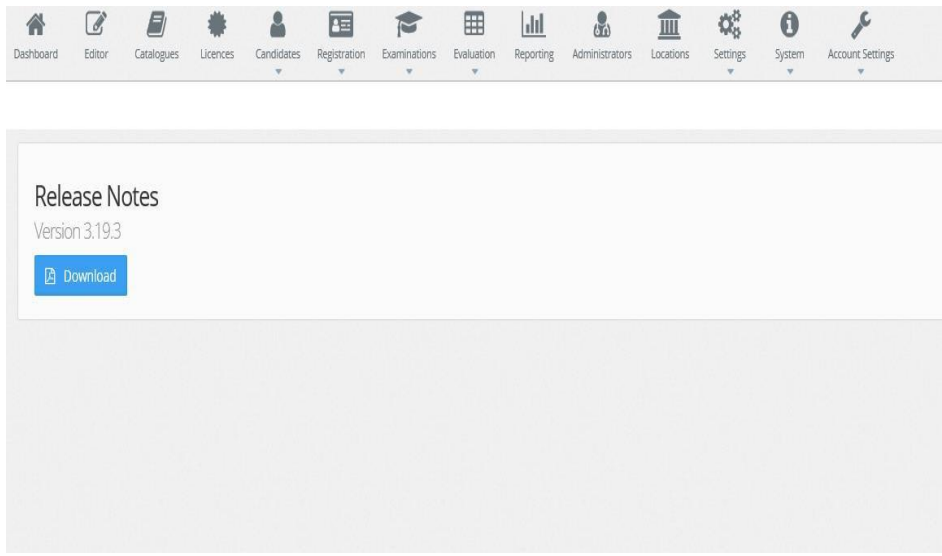 Dashboard Editor Catalogues Licences Candidates Registration Examinations Evaluation Reporting Administrators Locations Settings System Account Settings
Release Notes
Version 3.19.3
Download